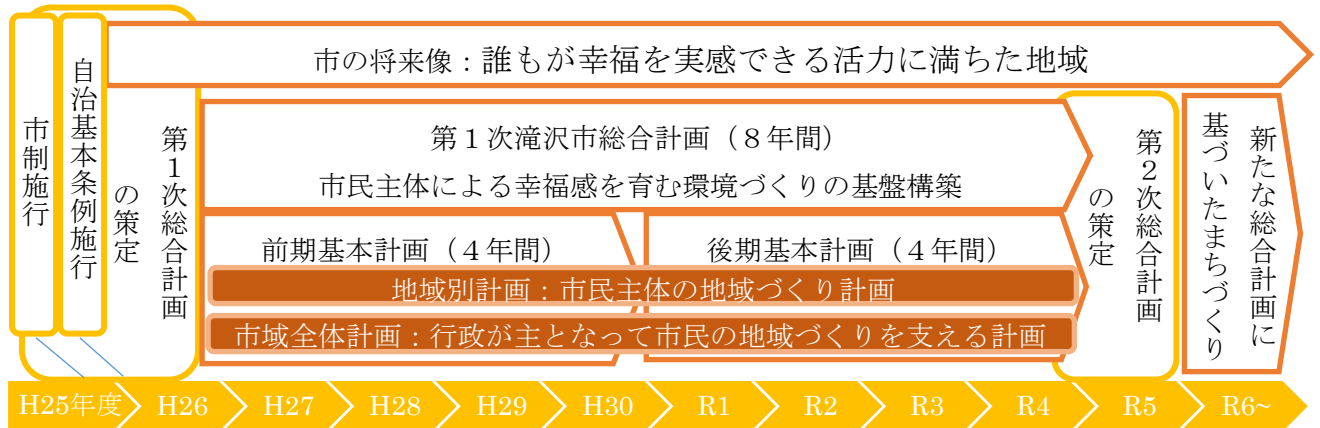 市の将来像：誰もが幸福を実感できる活力に満ちた地域
市制施行
自治基本条例施行
第１次総合計画
の策定
第１次滝沢市総合計画（８年間）
市民主体による幸福感を育む環境づくりの基盤構築
前期基本計画（４年間）
後期基本計画（４年間）
地域別計画：市民主体の地域づくり計画
市域全体計画：行政が主となって市民の地域づくりを支える計画
第２次総合計画
の策定
新たな総合計画に
基づいたまちづくり
H25年度
H26
H27
H28
H29
H30
R1
R2
R3
R4
R5
R6~